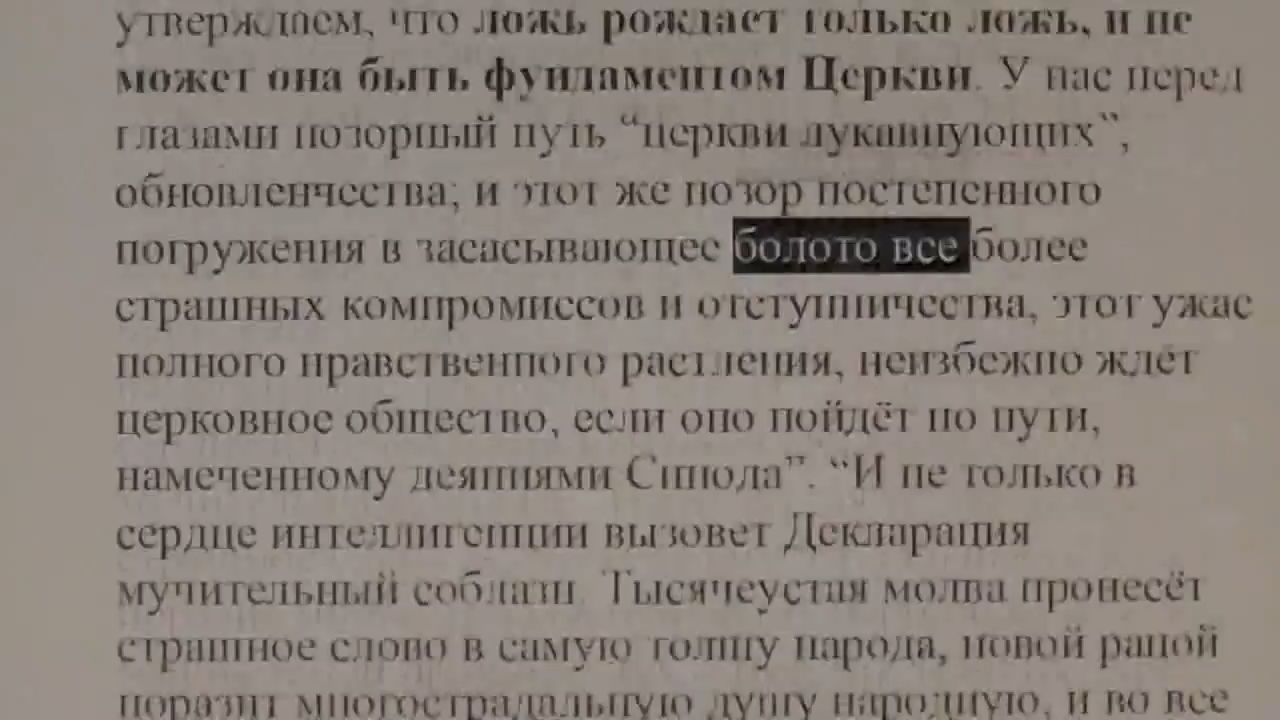 утверждаем, что ложь рождает только ложь, и не
может она быть фундаментом Церкви. У нас перед
глазами позорный путь “церкви лукавнующих”,
обновленчества; и этот же позор постепенного
погружения в засасывающее болото все более
страшных компромиссов и отступничества, этот ужас
полного нравственного растления, неизбежно ждёт
церковное общество, если оно пойдёт по пути,
намеченному деяниями Синода”. “И не только в
сердце интеллигенции вызовет Декларация
мучительный соблазн. Тысячеустая молва пронесёт
страшное слово в самую толщу народа, новой раной
поразит многострадальную душу народную, и во все